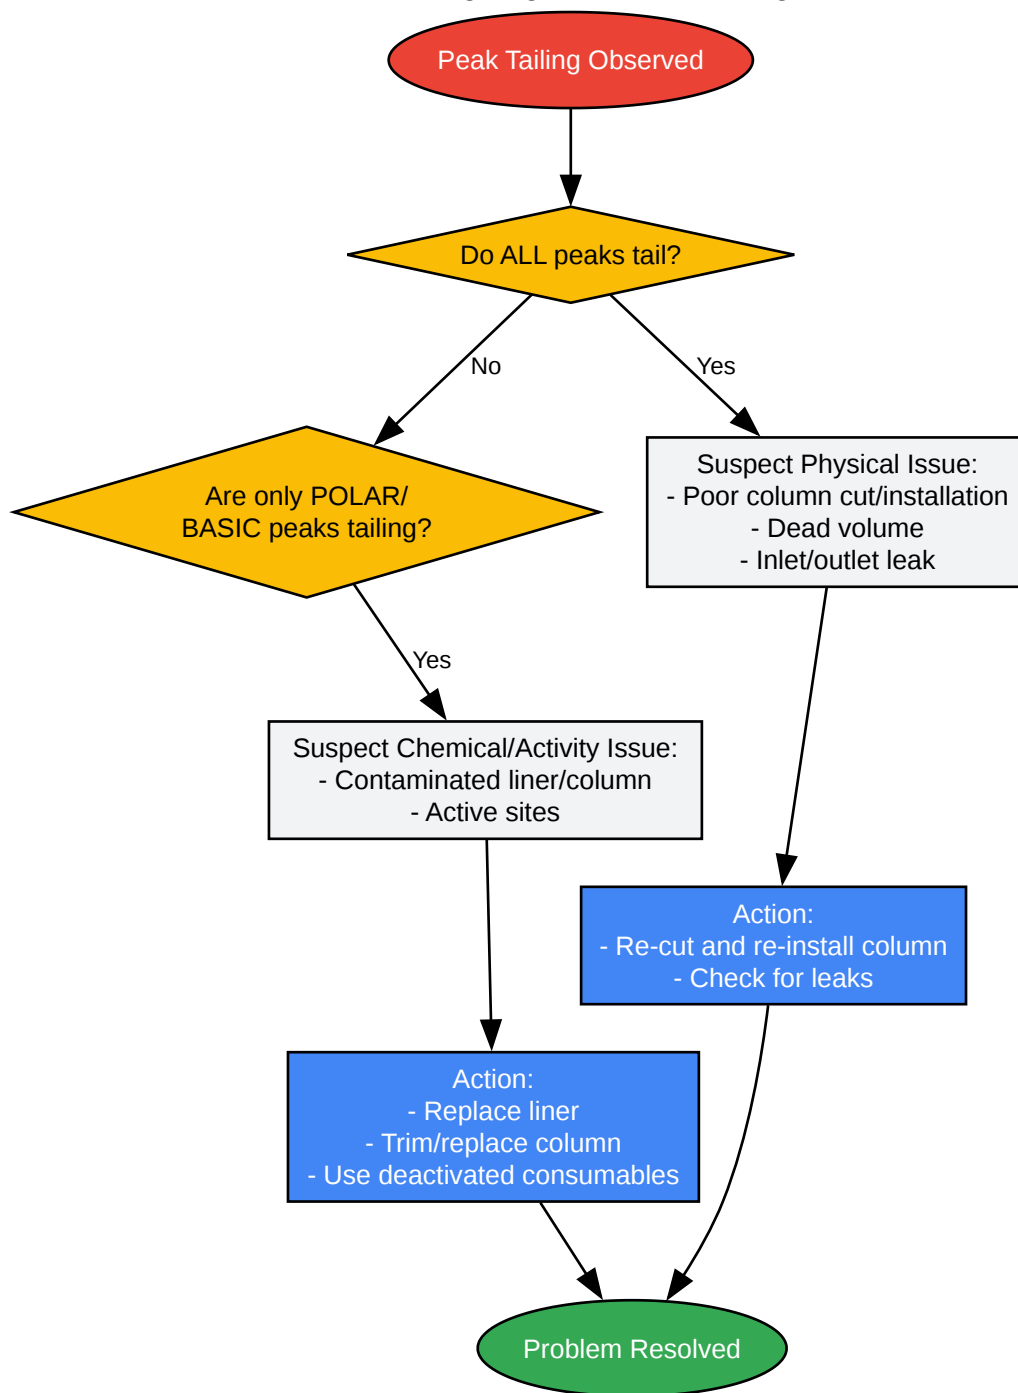 Peak Tailing Observed
Do ALL peaks tail?
No
Yes
Are only POLAR/
BASIC peaks tailing?
Suspect Physical Issue:
- Poor column cut/installation
- Dead volume
- Inlet/outlet leak
Yes
Suspect Chemical/Activity Issue:
- Contaminated liner/column
- Active sites
Action:
- Re-cut and re-install column
- Check for leaks
Action:
- Replace liner
- Trim/replace column
- Use deactivated consumables
Problem Resolved